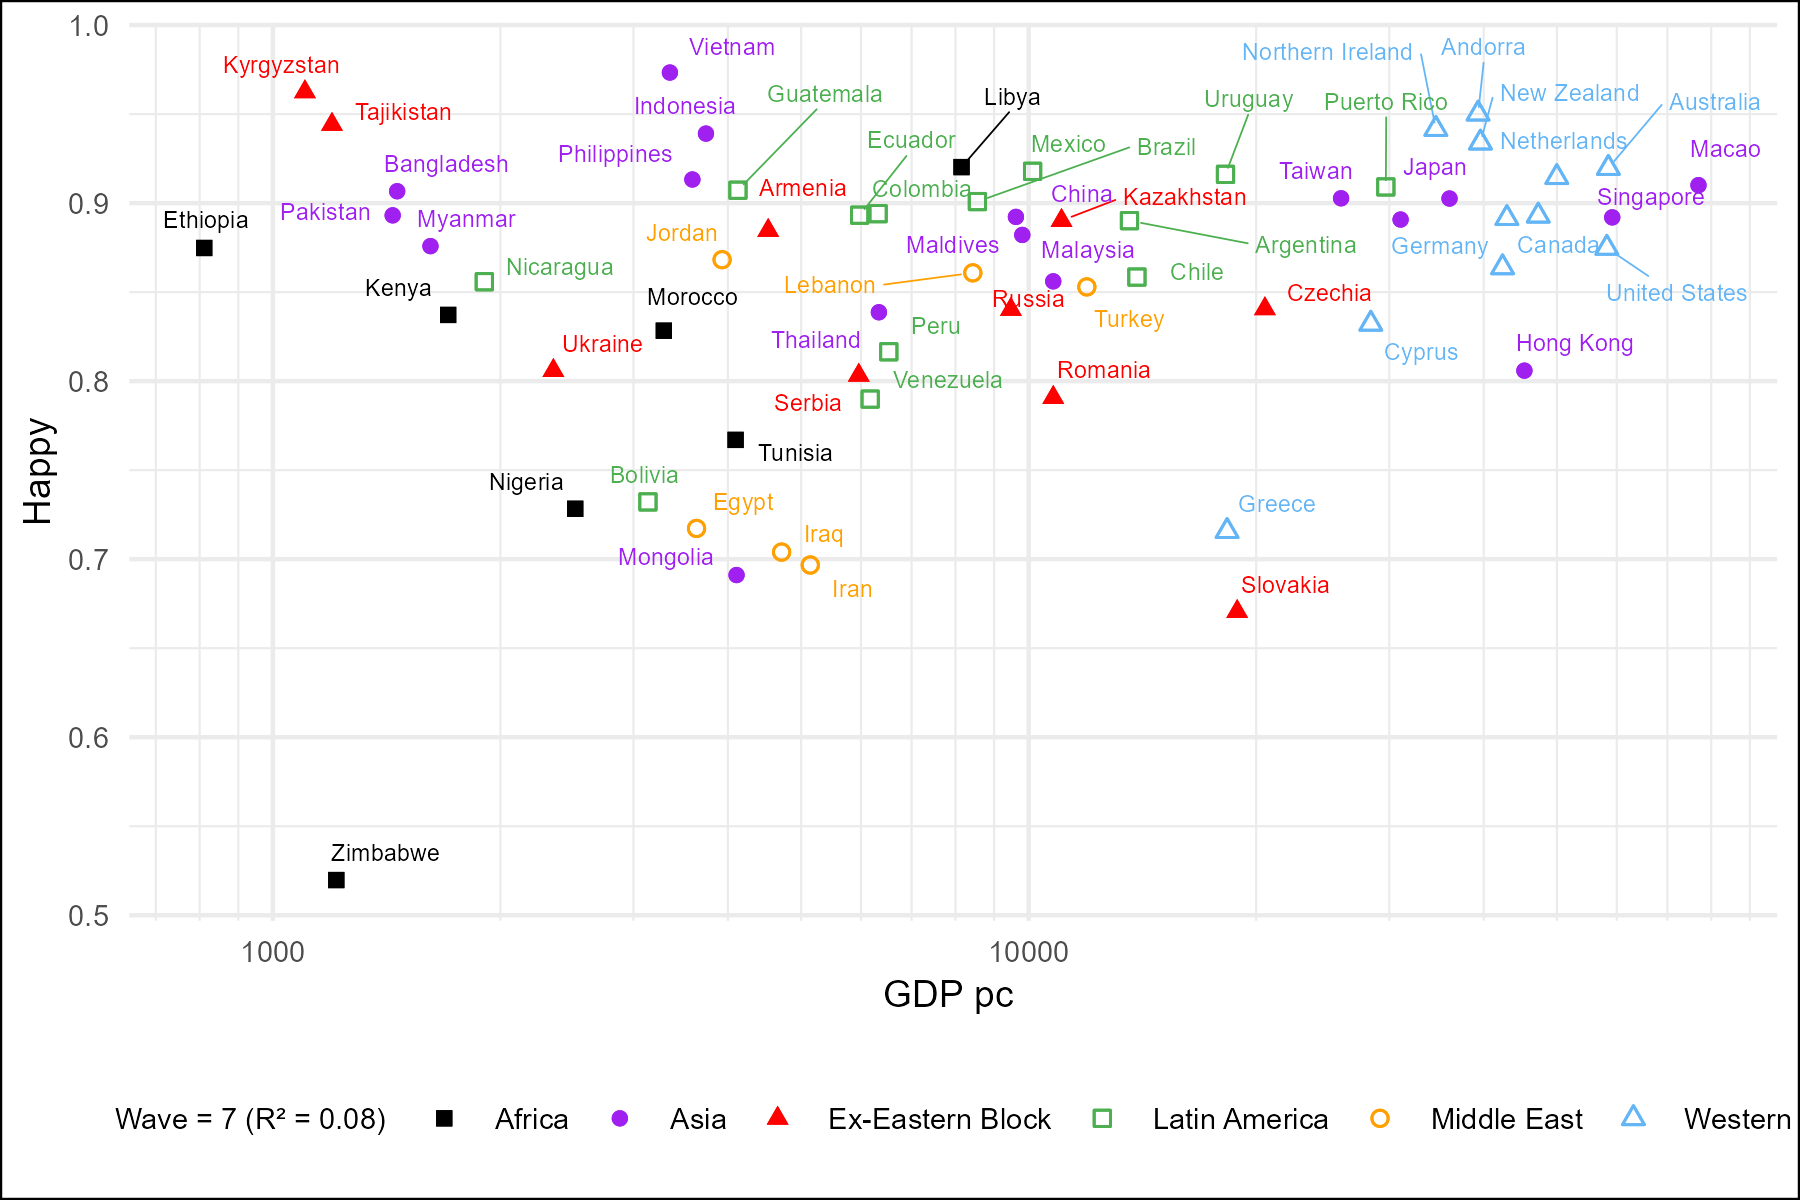 1.0
0.9
0.8
0.7
0.6
0.5
Happy
Kyrgyzstan
Tajikistan
Vietnam
Indonesia
Guatemala
Libya
Northern Ireland
Andorra
New Zealand
Australia
Uruguay
Puerto Rico
Ecuador
Mexico
Brazil
Netherlands
Macao
Bangladesh
Philippines
Armenia
Colombia
China
Kazakhstan
Taiwan
Japan
Singapore
Ethiopia
Pakistan
Myanmar
Jordan
Maldives
Malaysia
Argentina
Germany
Canada
Nicaragua
Kenya
Morocco
Lebanon
Russia
Chile
Czechia
United States
Turkey
Ukraine
Thailand
Peru
Cyprus
Hong Kong
Venezuela
Romania
Serbia
Tunisia
Nigeria
Bolivia
Egypt
Greece
Iraq
Mongolia
Iran
Slovakia
Zimbabwe
1000
10000
GDP pc
Wave = 7 (R² = 0.08) Africa Asia Ex-Eastern Block Latin America Middle East Western